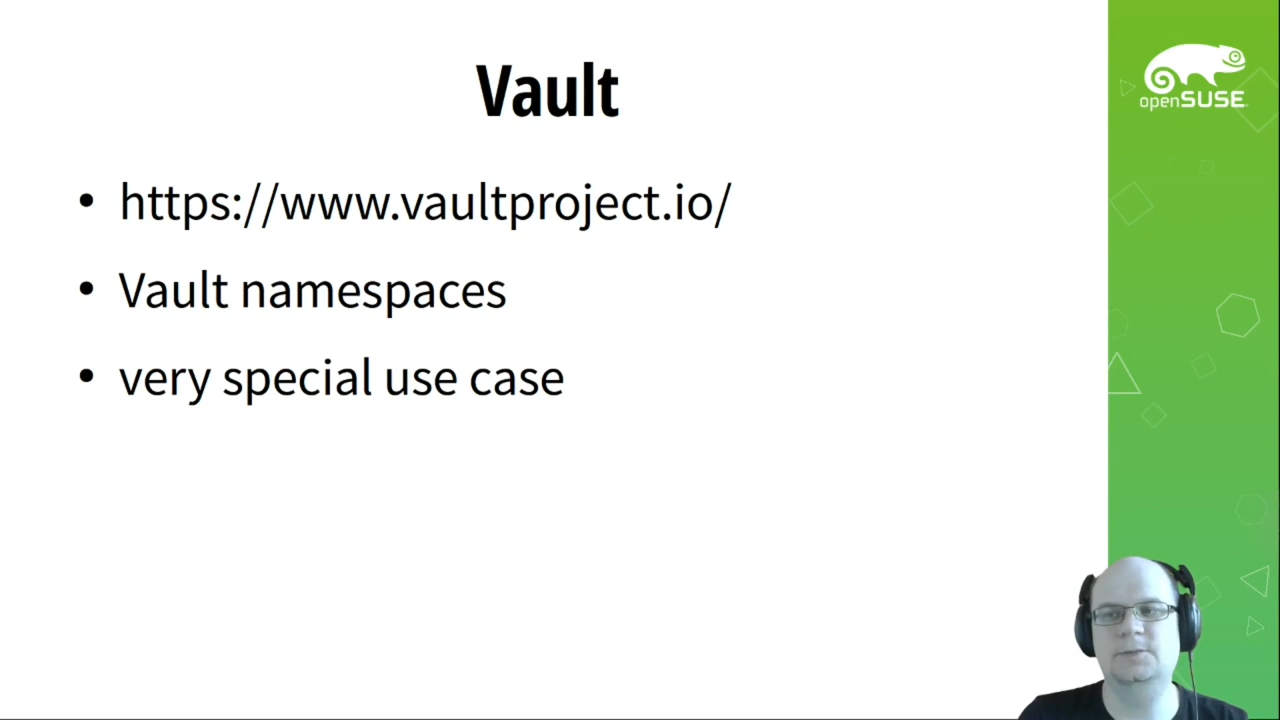 Vault
https://www.vaultproject.io/
Vault namespaces
very special use case
openSUSE